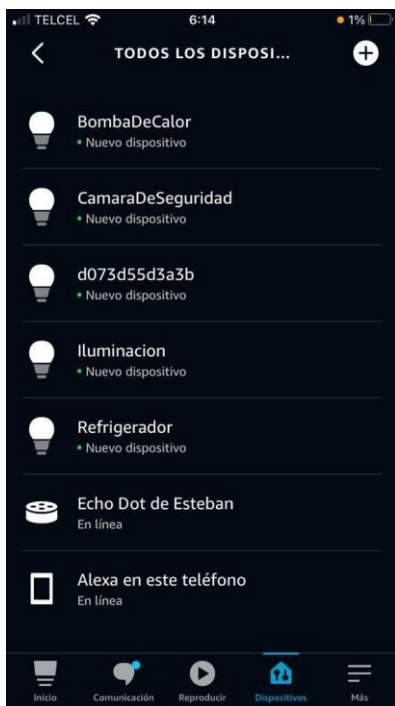 TELCEL 6:14 1%
TODOS LOS DISPOSI...
BombaDeCalor
• Nuevo dispositivo
CamaraDeSeguridad
• Nuevo dispositivo
d073d55d3a3b
• Nuevo dispositivo
Iluminacion
• Nuevo dispositivo
Refrigerador
• Nuevo dispositivo
Echo Dot de Esteban
En línea
Alexa en este teléfono
En línea
Inicio Comunicación Reproducir Dispositivos Más